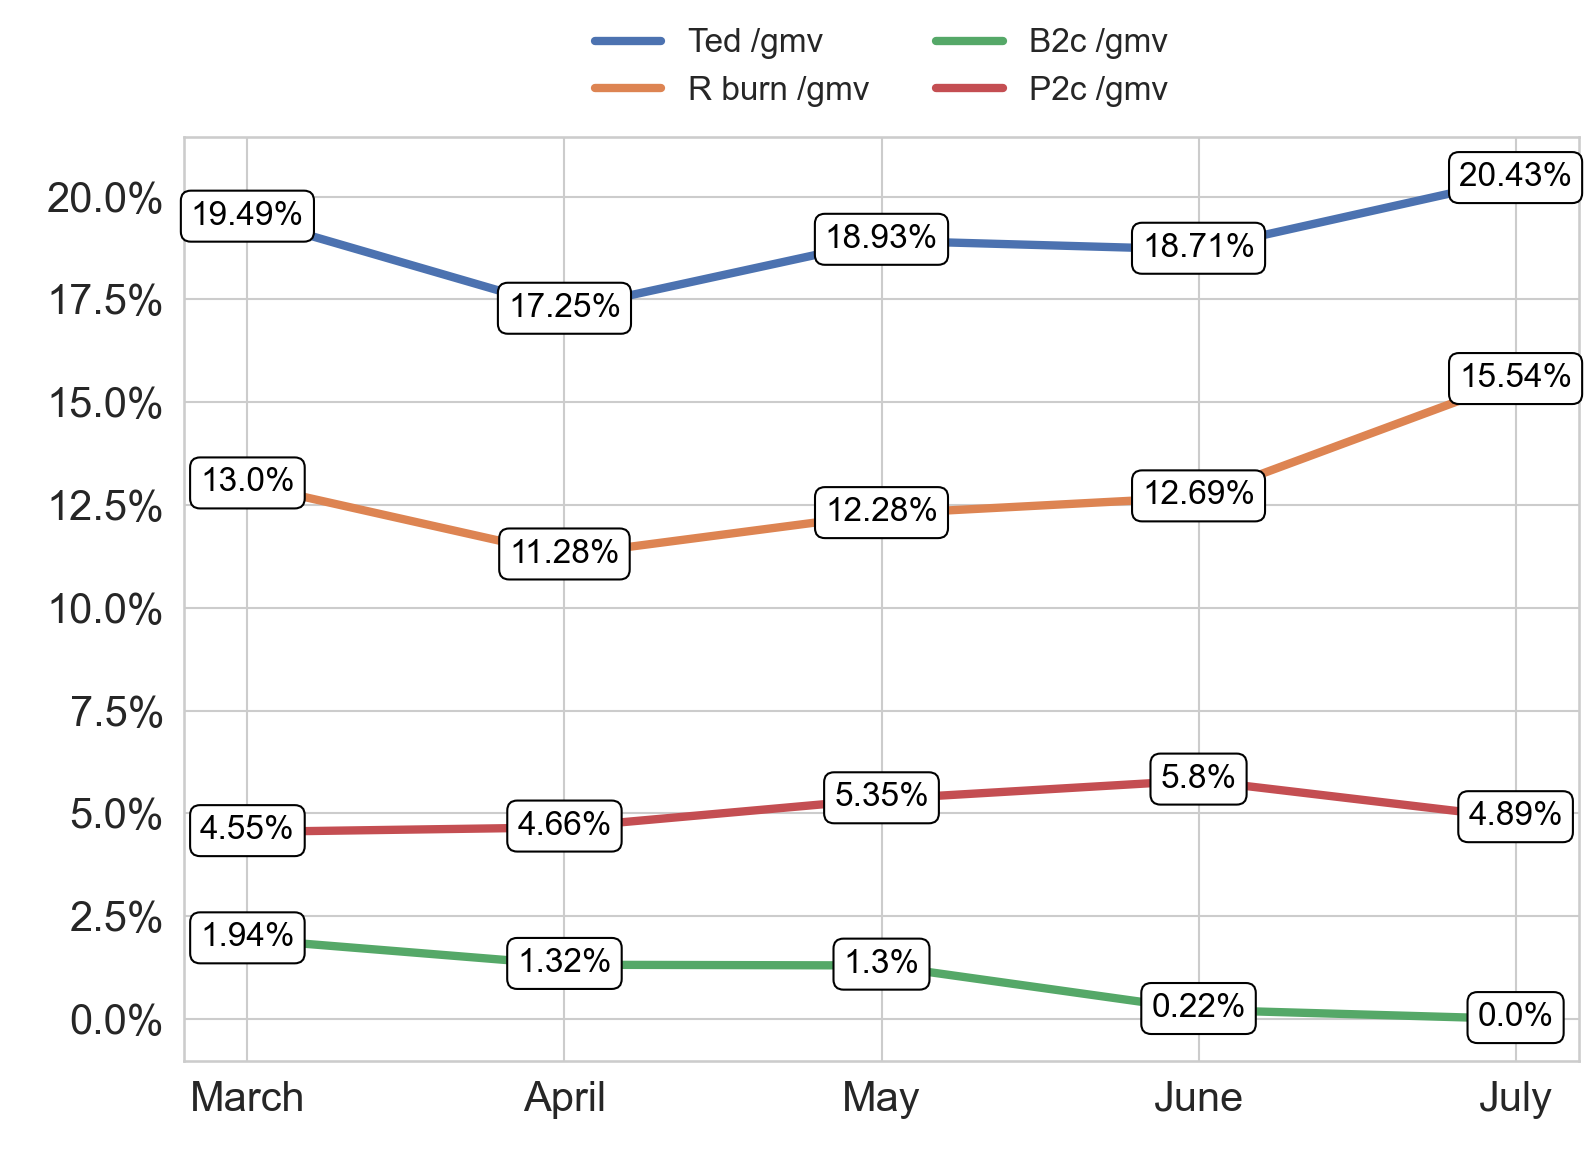 Ted /gmv B2c /gmv
R burn /gmv P2c /gmv
20.0%
19.49% 17.25% 18.93% 18.71% 20.43%
17.5%
15.0%
13.0% 11.28% 12.28% 12.69% 15.54%
12.5%
10.0%
7.5%
5.0%
4.55% 4.66% 5.35% 5.8% 4.89%
2.5%
1.94% 1.32% 1.3% 0.22% 0.0%
0.0%
March April May June July